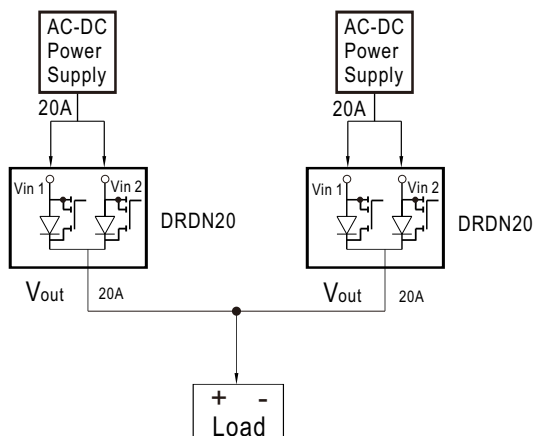 AC-DC
Power
Supply
AC-DC
Power
Supply
20A
20A
Vin 1
Vin 2
DRDN20
Vin 1
Vin 2
DRDN20
Vout
20A
Vout
20A
+ -
Load